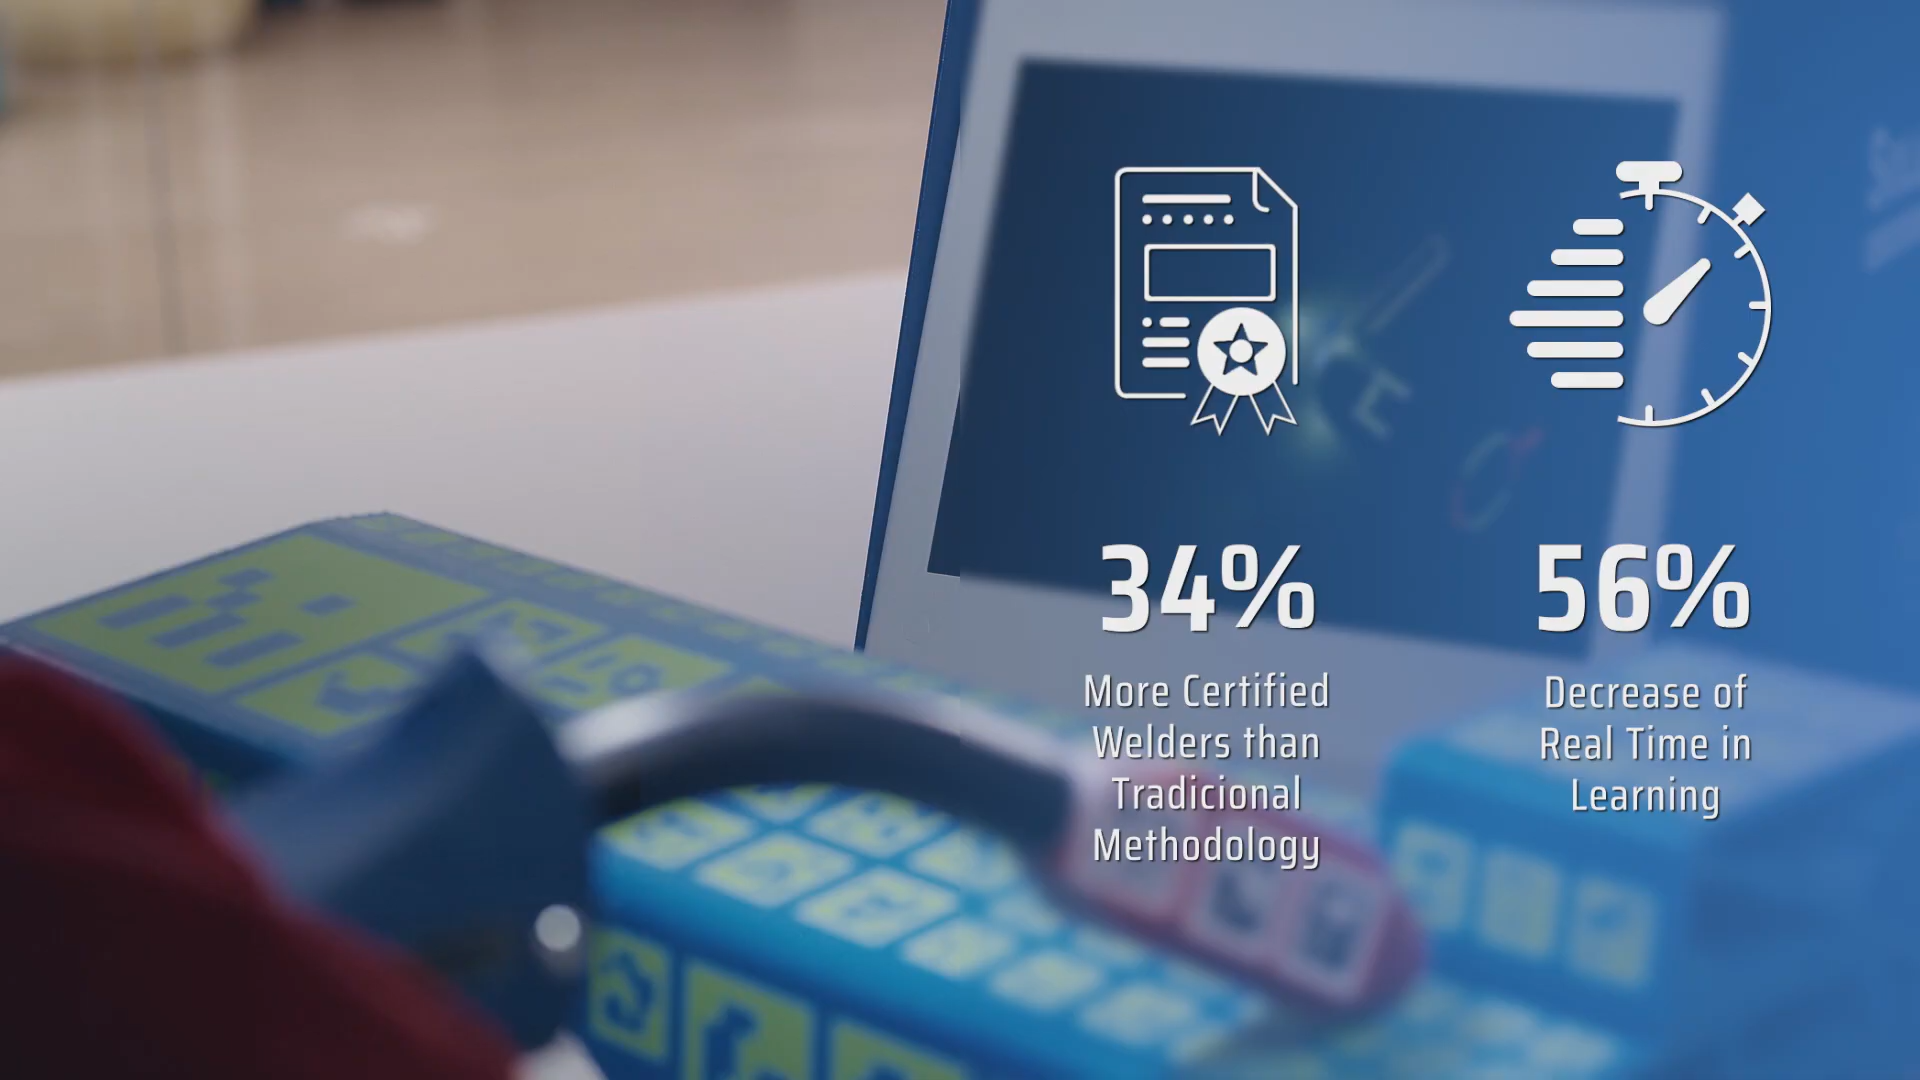 34%
More Certified
Welders than
Tradicional
Methodology
56%
Decrease of
Real Time in
Learning